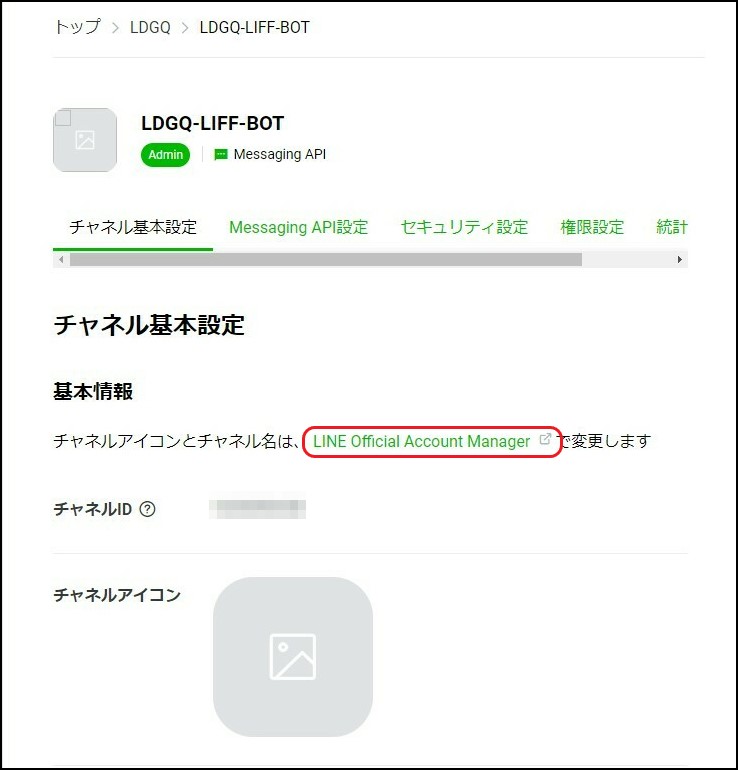 トップ > LDGQ > LDGQ-LIFF-BOT
LDGQ-LIFF-BOT
Admin Messaging API
チャネル基本設定 Messaging API設定 セキュリティ設定 権限設定 統計
チャネル基本設定
基本情報
チャネルアイコンとチャネル名は、LINE Official Account Manager で変更します
チャネルID ?
チャネルアイコン